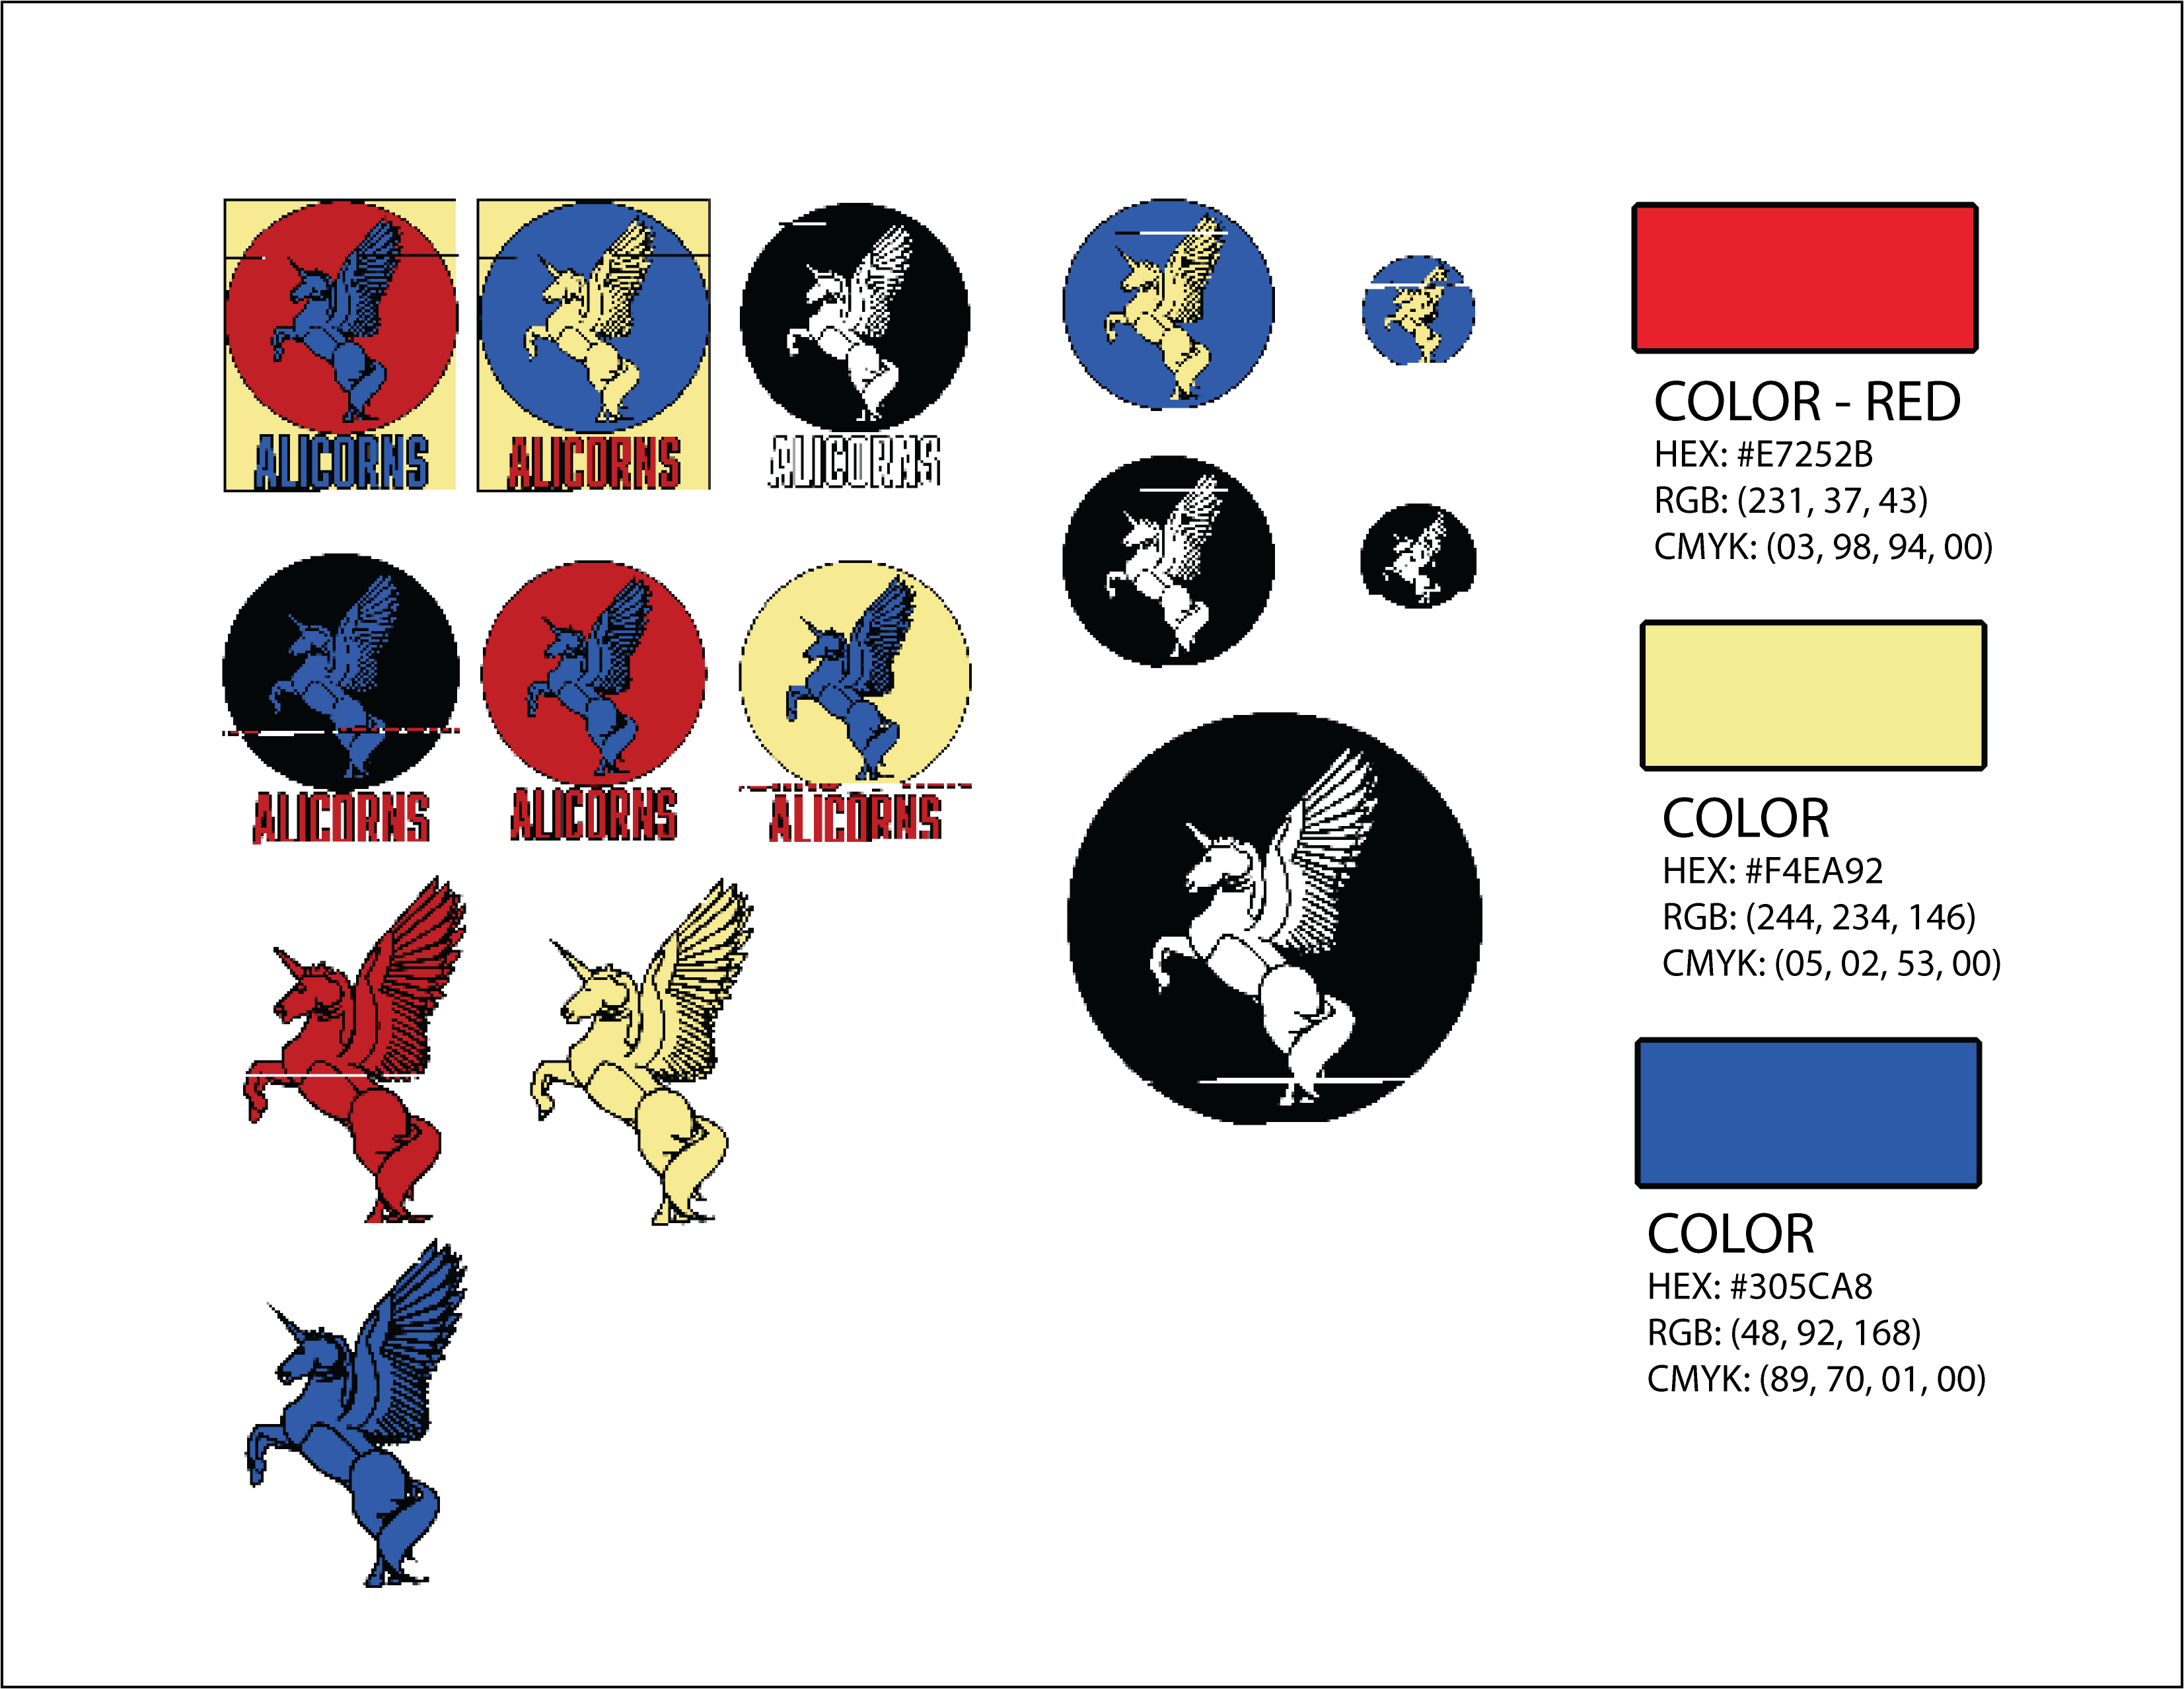 ALICORNS
ALICORNS
ALICORNS
ALICORNS
ALICORNS
ALICORNS
COLOR - RED
HEX: #E7252B
RGB: (231, 37, 43)
CMYK: (03, 98, 94, 00)
COLOR
HEX: #F4EA92
RGB: (244, 234, 146)
CMYK: (05, 02, 53, 00)
COLOR
HEX: #305CA8
RGB: (48, 92, 168)
CMYK: (89, 70, 01, 00)